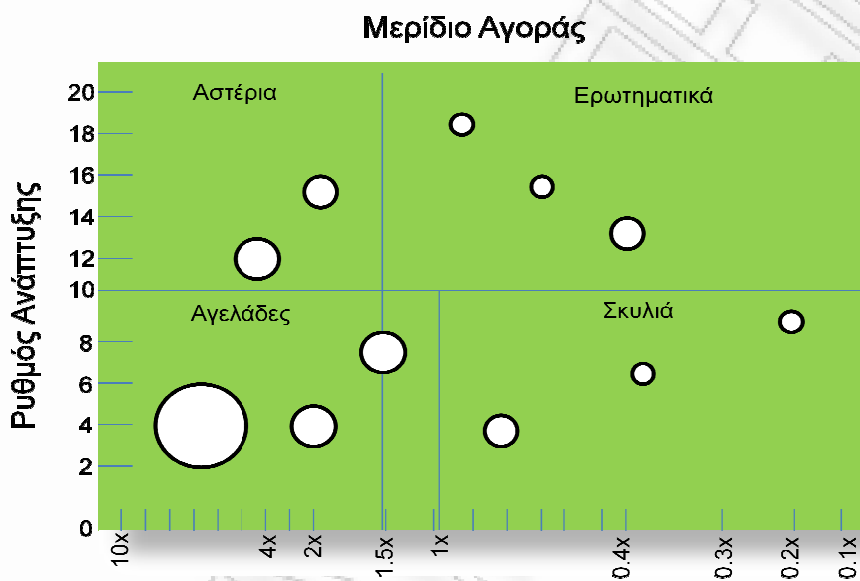 Μερίδιο Αγοράς
Αστέρια
Ερωτηματικά
20
18
16
14
12
10
Ρυθμός Ανάπτυξης
Αγελάδες
Σκυλιά
8
6
4
2
0
10x
4x
2x
1.5x
1x
0.4x
0.3x
0.2x
0.1x